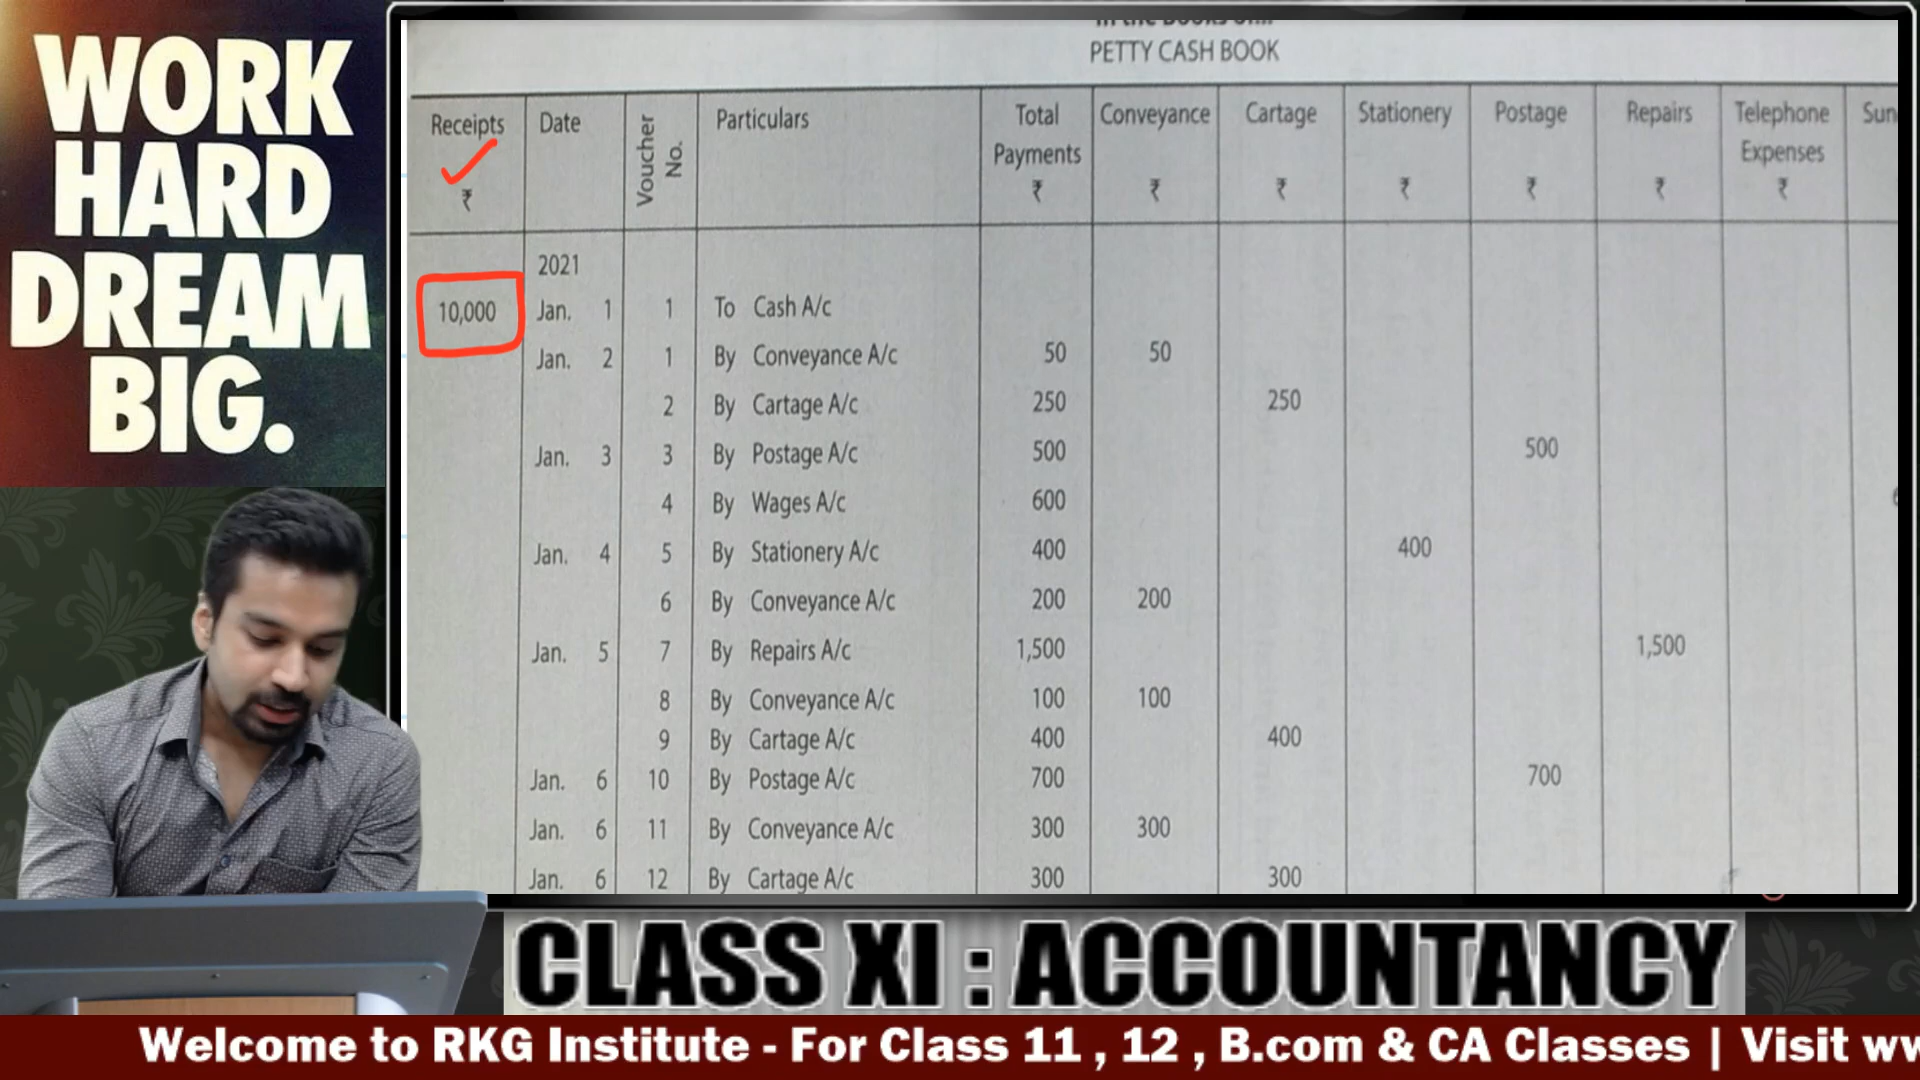 WORK
HARD
DREAM
BIG.
In the Books of...
PETTY CASH BOOK
Receipts ₹ Date Voucher No. Particulars Total Payments ₹ Conveyance ₹ Cartage ₹ Stationery ₹ Postage ₹ Repairs ₹ Telephone Expenses ₹ Sun
2021
10,000 Jan. 1 1 To Cash A/c
Jan. 2 1 By Conveyance A/c 50 50
2 By Cartage A/c 250 250
Jan. 3 3 By Postage A/c 500 500
4 By Wages A/c 600
Jan. 4 5 By Stationery A/c 400 400
6 By Conveyance A/c 200 200
Jan. 5 7 By Repairs A/c 1,500 1,500
8 By Conveyance A/c 100 100
9 By Cartage A/c 400 400
Jan. 6 10 By Postage A/c 700 700
Jan. 6 11 By Conveyance A/c 300 300
Jan. 6 12 By Cartage A/c 300 300
CLASS XI : ACCOUNTANCY
Welcome to RKG Institute - For Class 11 , 12 , B.com & CA Classes | Visit ww